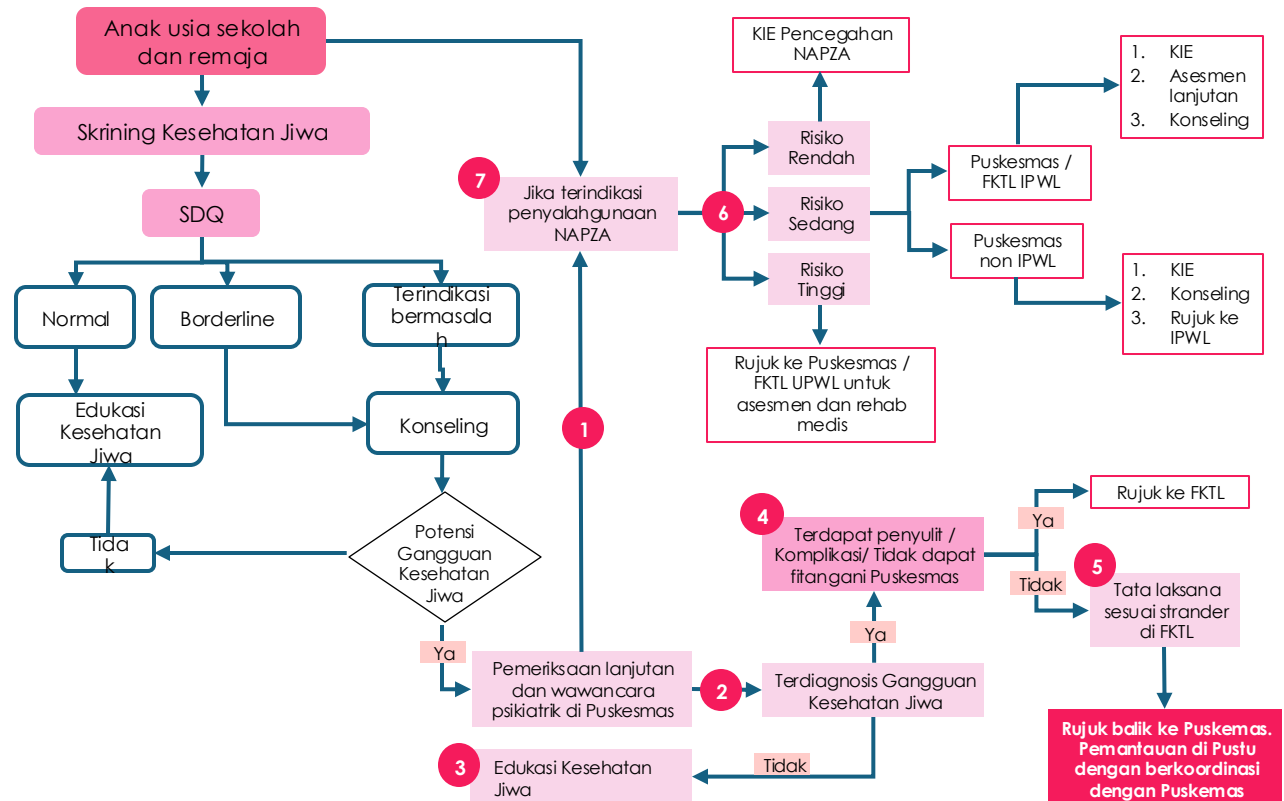 Anak usia sekolah
dan remaja
Skrining Kesehatan Jiwa
SDQ
Normal
Borderline
Terindikasi
bermasala
h
Edukasi
Kesehatan
Jiwa
Konseling
Tida
k
Potensi
Gangguan
Kesehatan
Jiwa
Ya
Pemeriksaan lanjutan
dan wawancara
psikiatrik di Puskesmas
1
7
Jika terindikasi
penyalahgunaan
NAPZA
6
KIE Pencegahan
NAPZA
Risiko
Rendah
Risiko
Sedang
Risiko
Tinggi
Rujuk ke Puskesmas /
FKTL UPWL untuk
asesmen dan rehab
medis
Puskesmas /
FKTL IPWL
Puskesmas
non IPWL
1. KIE
2. Asesmen
lanjutan
3. Konseling
1. KIE
2. Konseling
3. Rujuk ke
IPWL
2
Terdiagnosis Gangguan
Kesehatan Jiwa
Tidak
3
Edukasi Kesehatan
Jiwa
Ya
4
Terdapat penyulit /
Komplikasi/ Tidak dapat
fitangani Puskesmas
Ya
Rujuk ke FKTL
Tidak
5
Tata laksana
sesuai strander
di FKTL
Rujuk balik ke Puskemas.
Pemantauan di Pustu
dengan berkoordinasi
dengan Puskemas